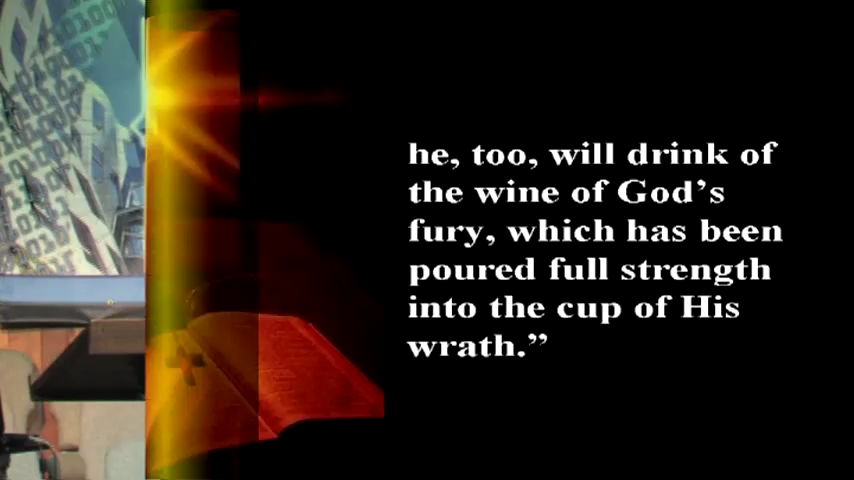 he, too, will drink of
the wine of God's
fury, which has been
poured full strength
into the cup of His
wrath.”